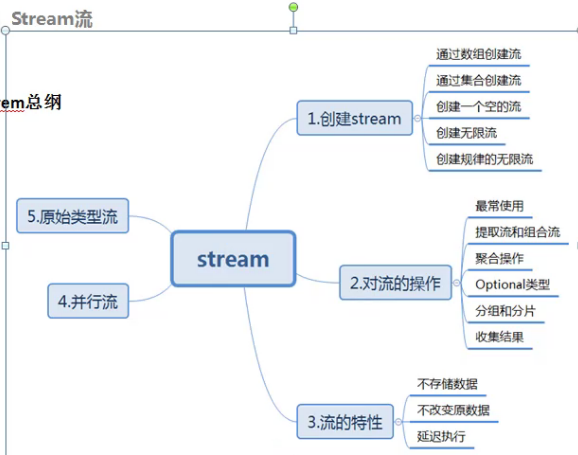 Stream流
rem总纲
stream
1.创建stream
通过数组创建流
通过集合创建流
创建一个空的流
创建无限流
创建规律的无限流
2.对流的操作
最常使用
提取流和组合流
聚合操作
Optional类型
分组和分片
收集结果
3.流的特性
不存储数据
不改变原数据
延迟执行
4.并行流
5.原始类型流